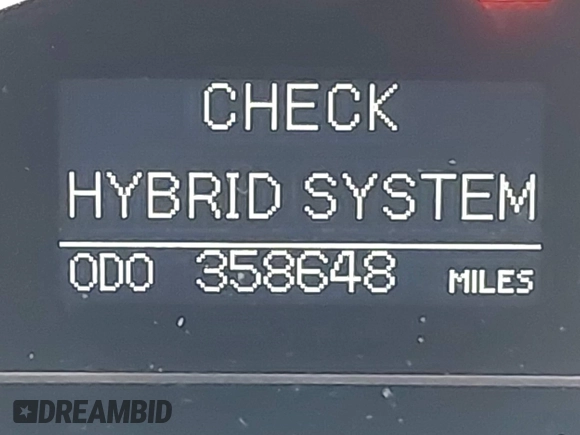 CHECK
HYBRID SYSTEM
ODO 358648 MILES
DREAMBID